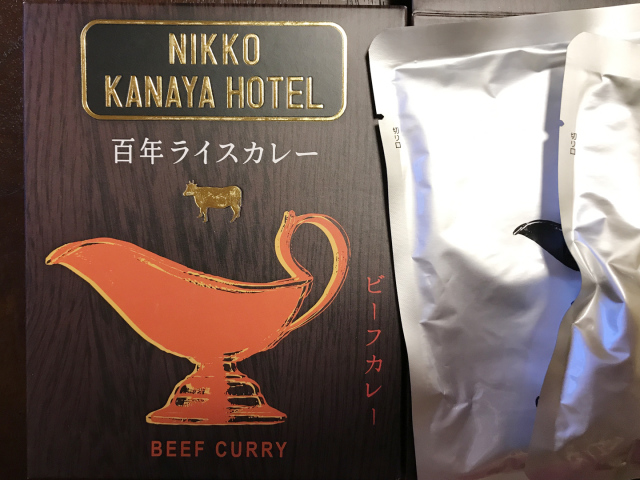 NIKKO
KANAYA HOTEL
百年ライスカレー
ビーフカレー
BEEF CURRY
切り口
切り口